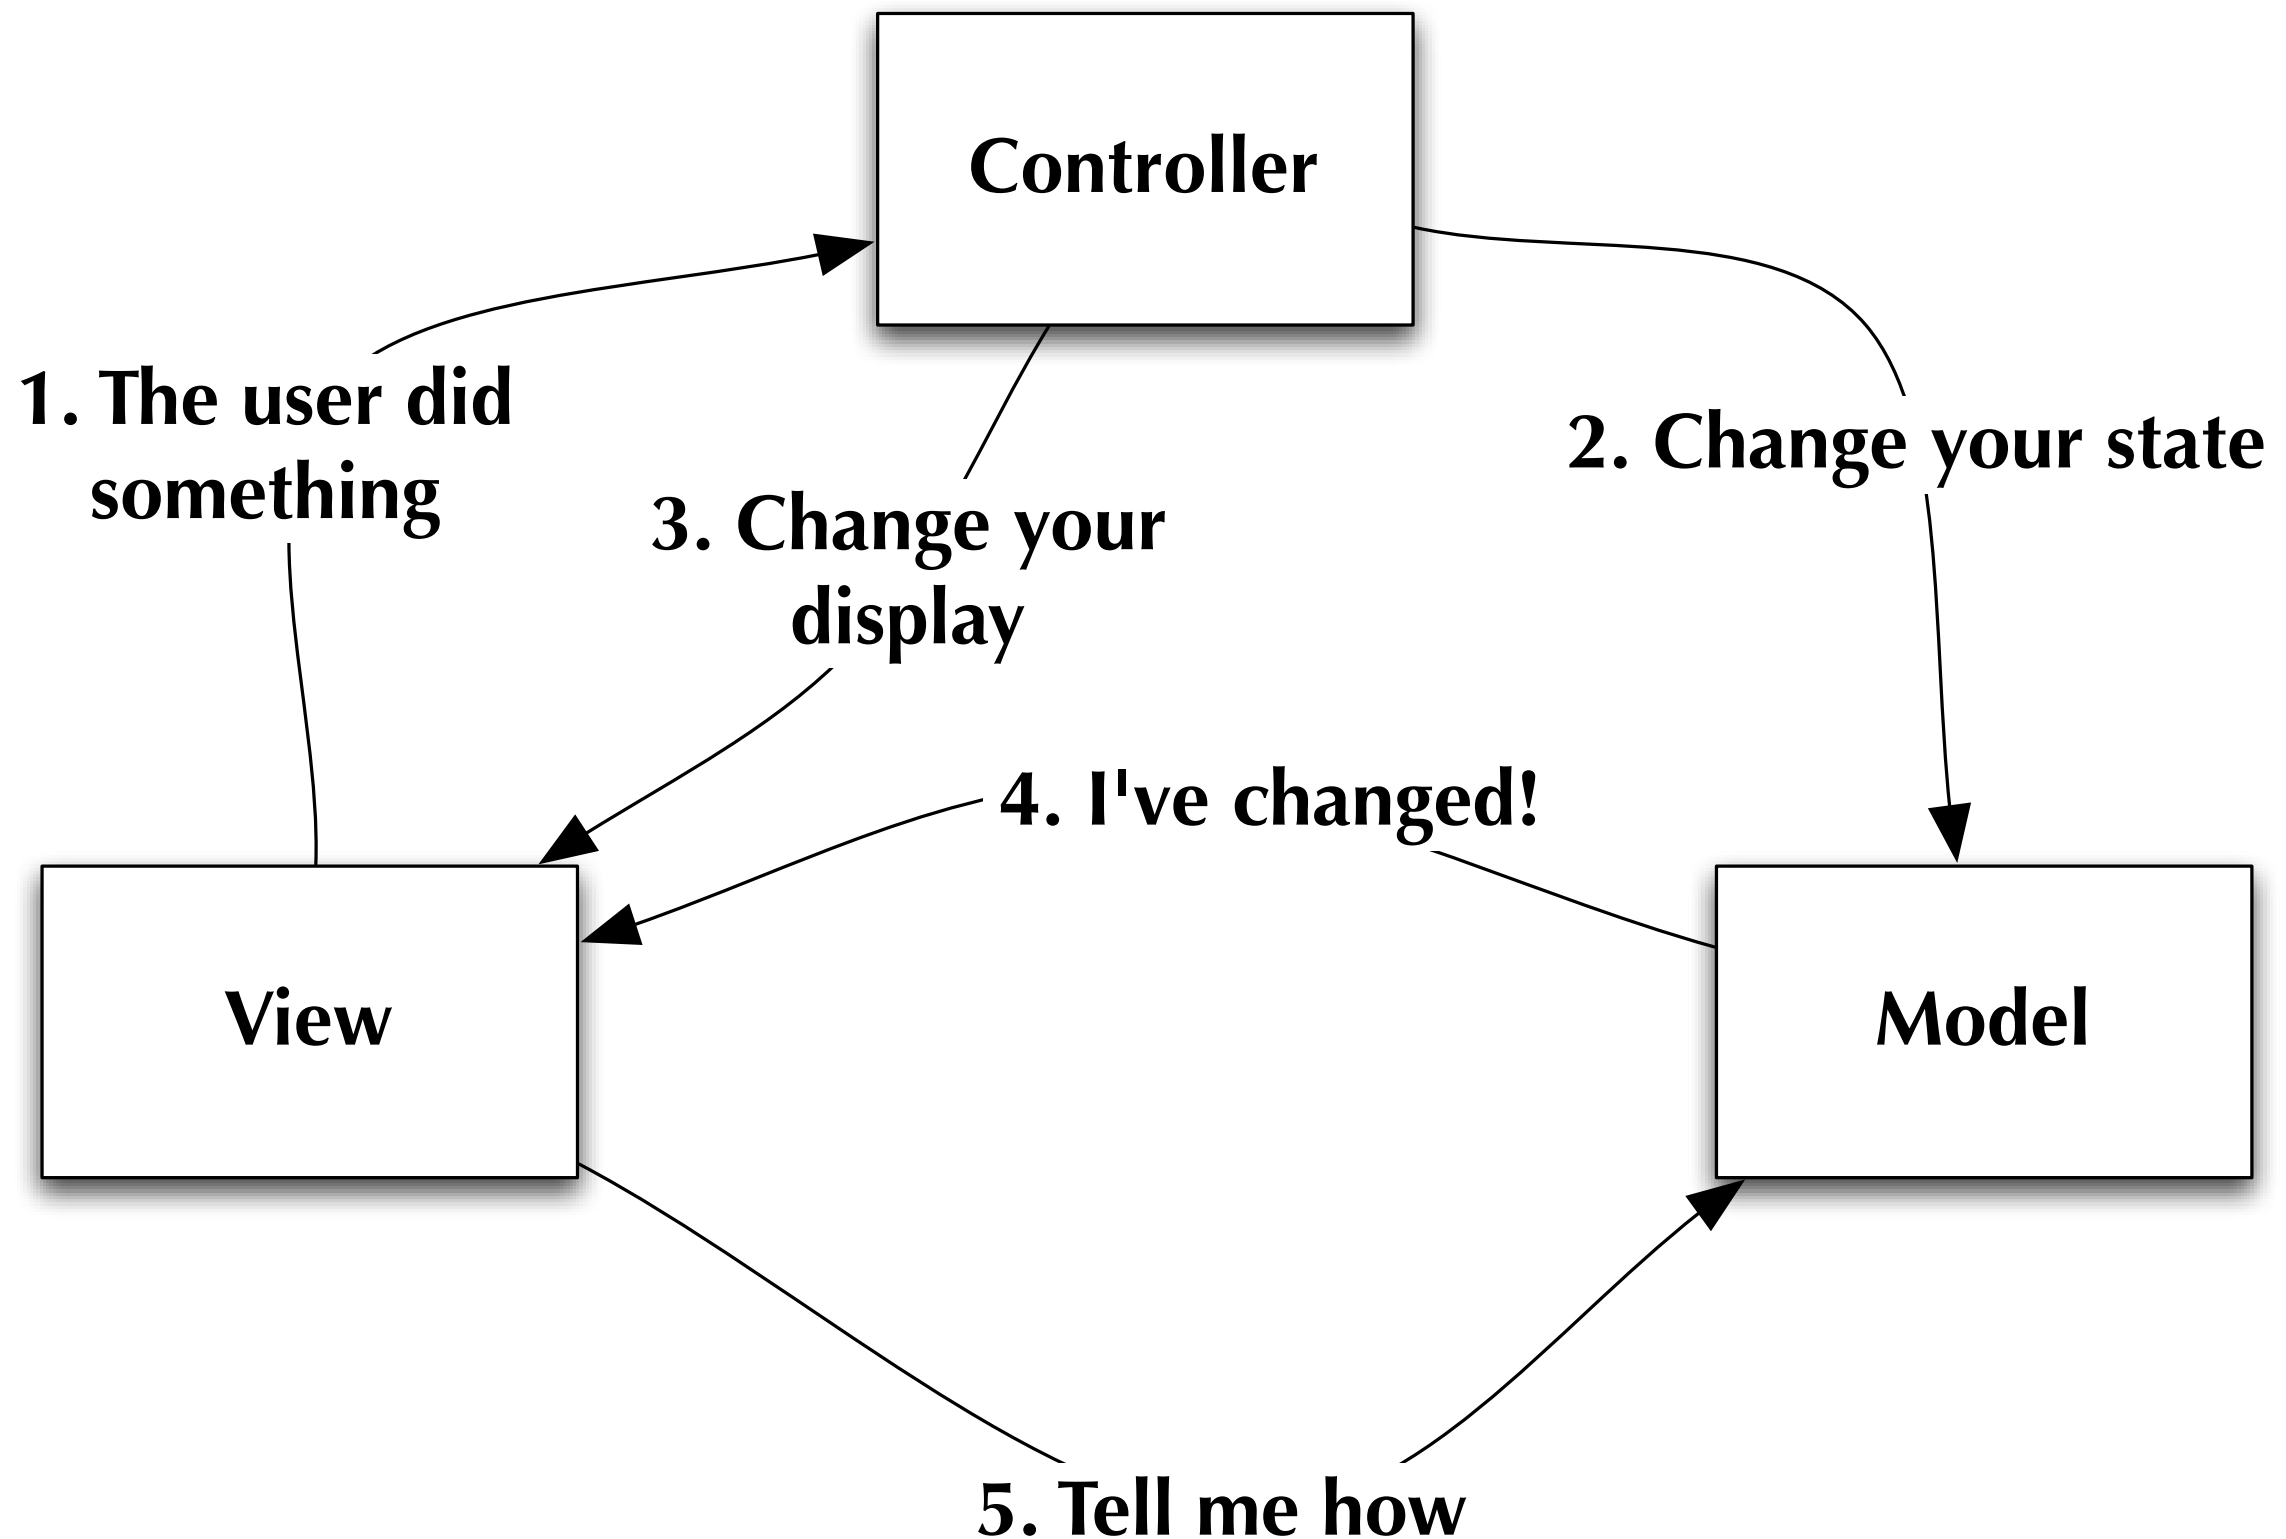 Controller
1. The user did
something
2. Change your state
3. Change your
display
4. I've changed!
View
Model
5. Tell me how